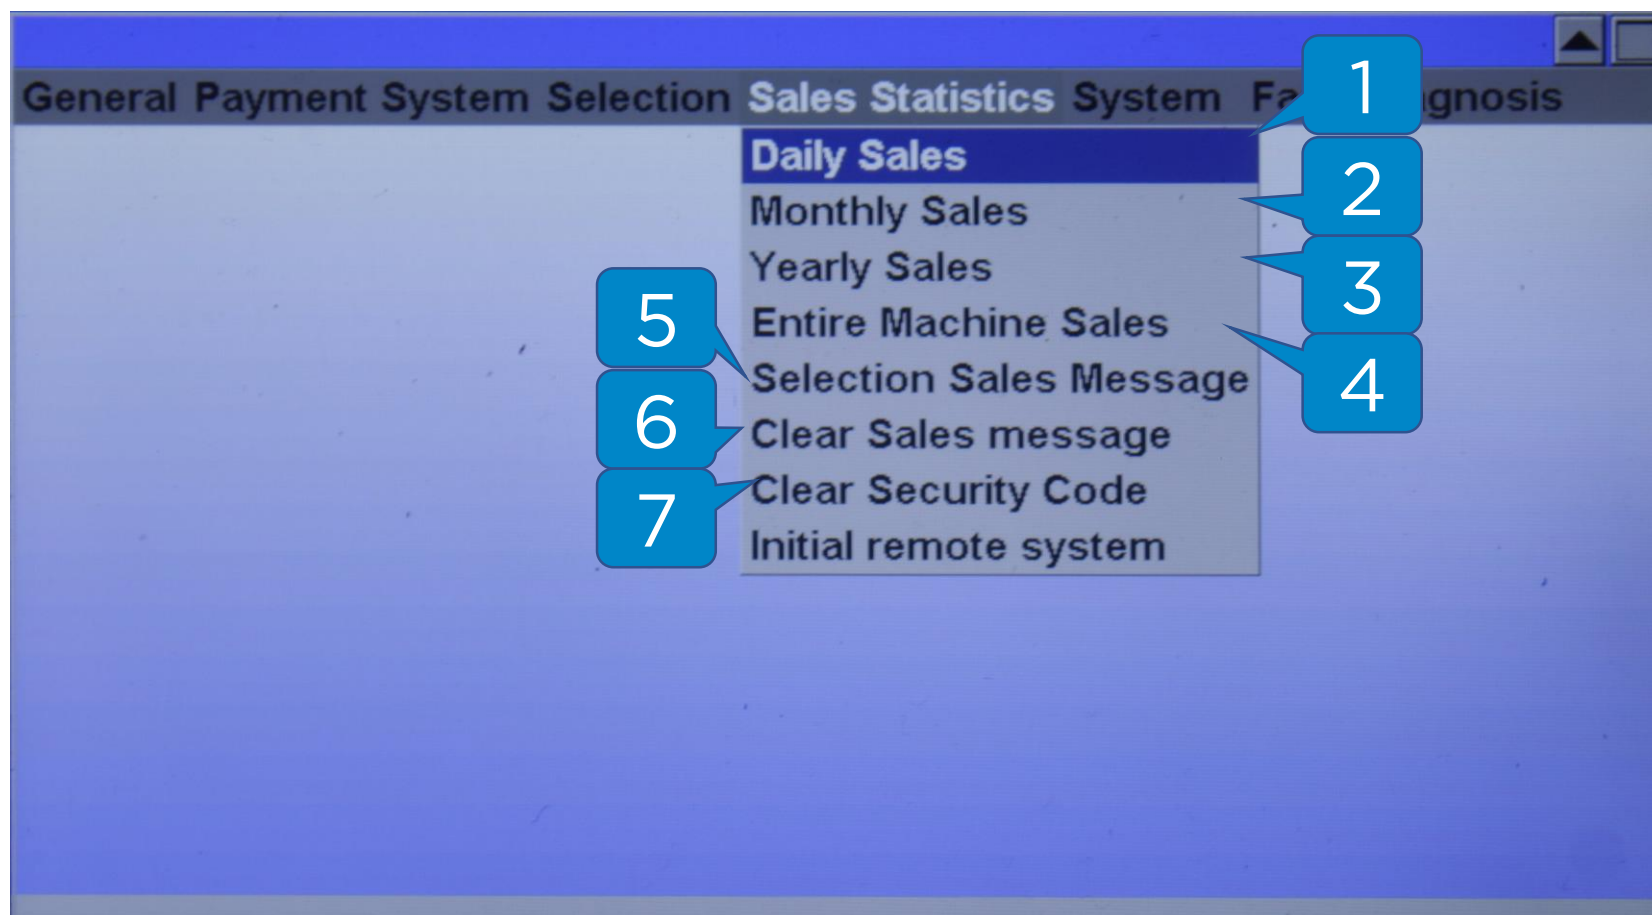 General Payment System Selection Sales Statistics System
1
Daily Sales
2
Monthly Sales
3
Yearly Sales
4
Entire Machine Sales
5
Selection Sales Message
6
Clear Sales message
7
Clear Security Code
Initial remote system